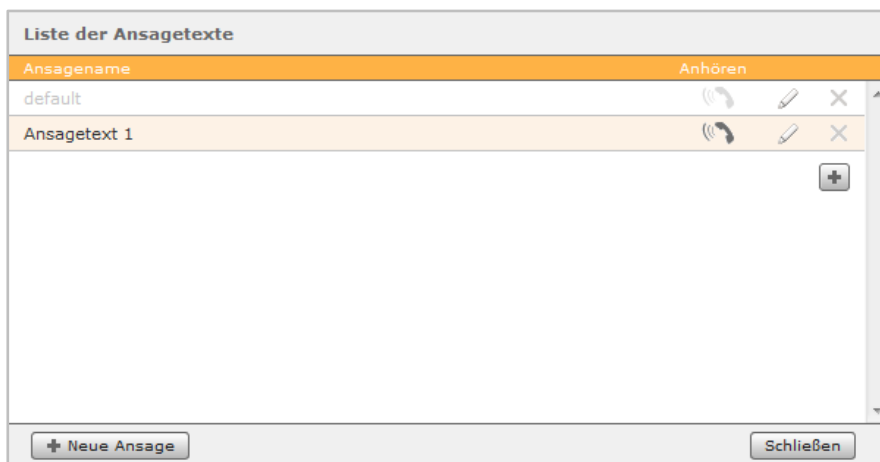 Liste der Ansagetexte
Ansagename Anhören
default
Ansagetext 1
Neue Ansage Schließen